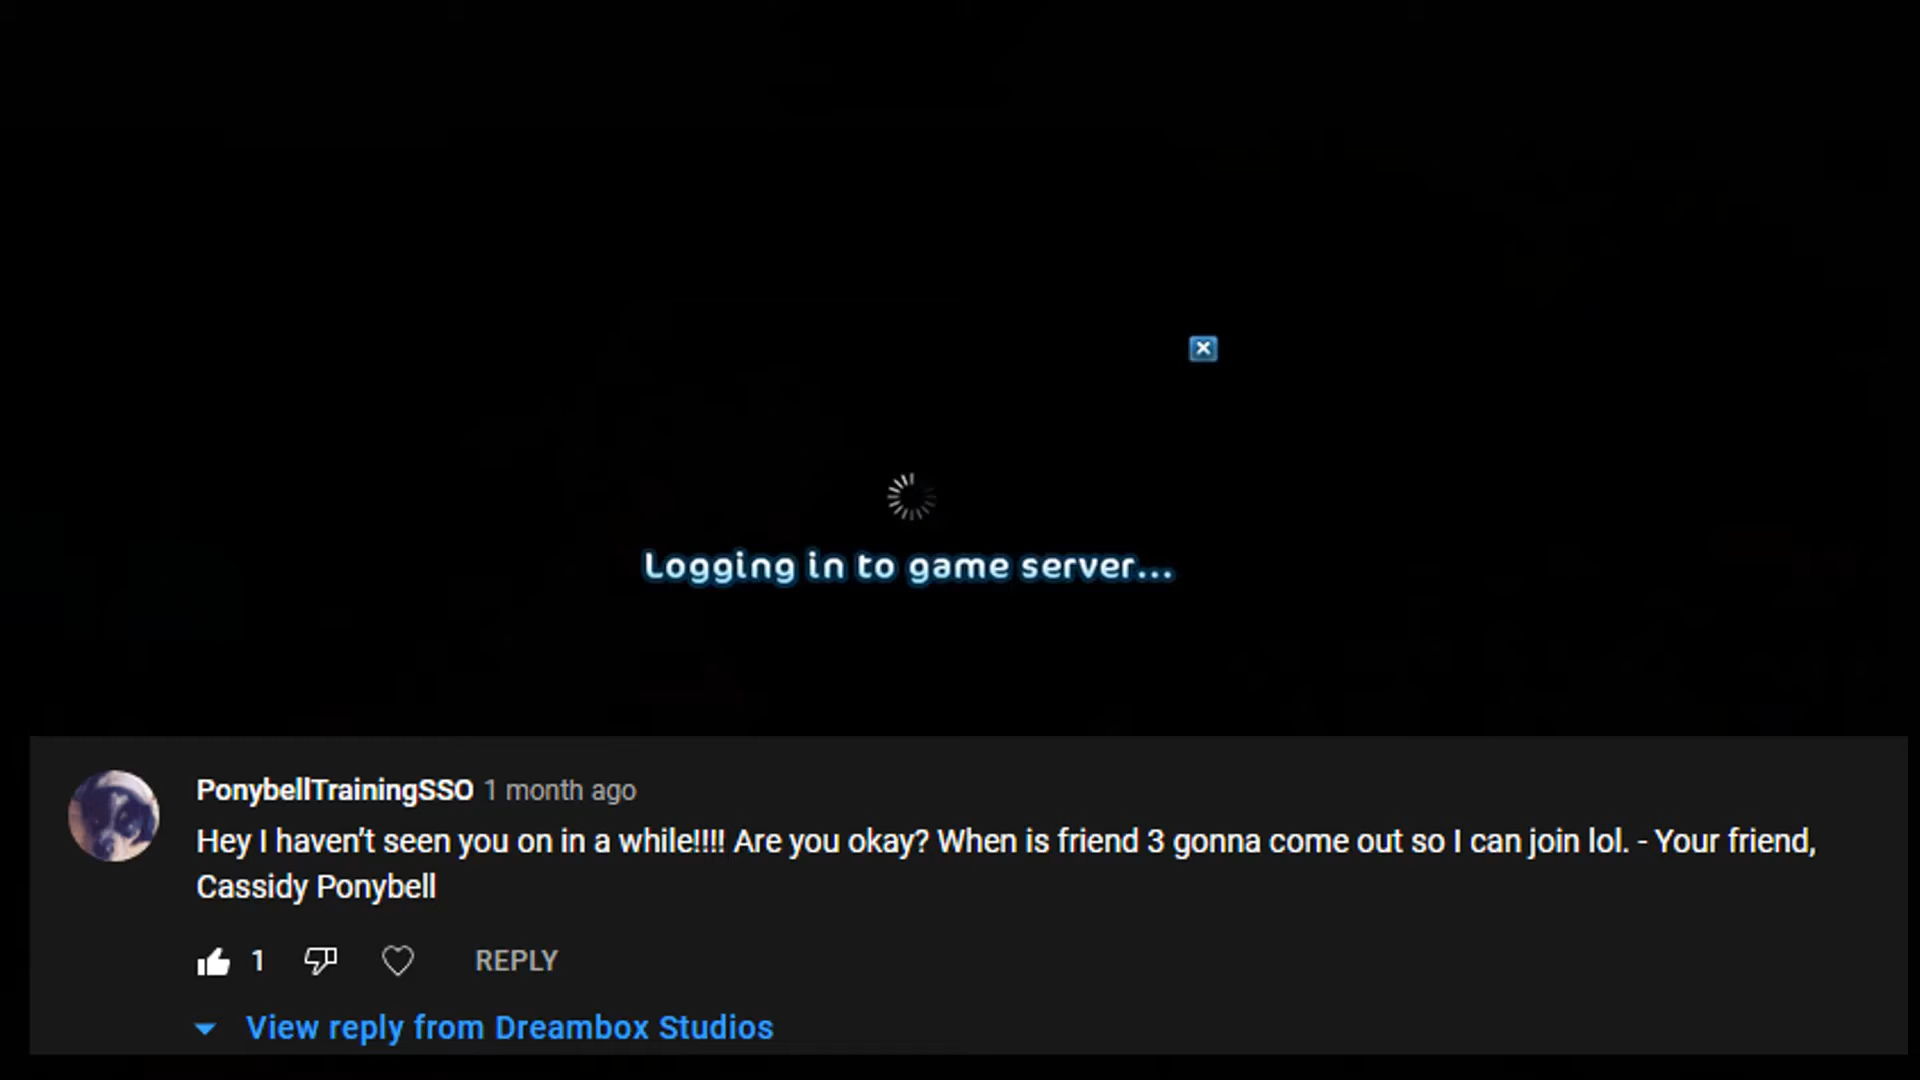 Logging in to game server...
PonybellTrainingSSO 1 month ago
Hey I haven't seen you on in a while!!!! Are you okay? When is friend 3 gonna come out so I can join lol. - Your friend,
Cassidy Ponybell
1 REPLY
View reply from Dreambox Studios